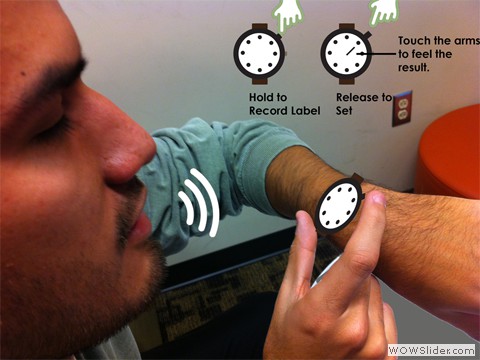 Touch the arms
to feel the
result.
Hold to
Record Label
Release to
Set
WOWSlider.com